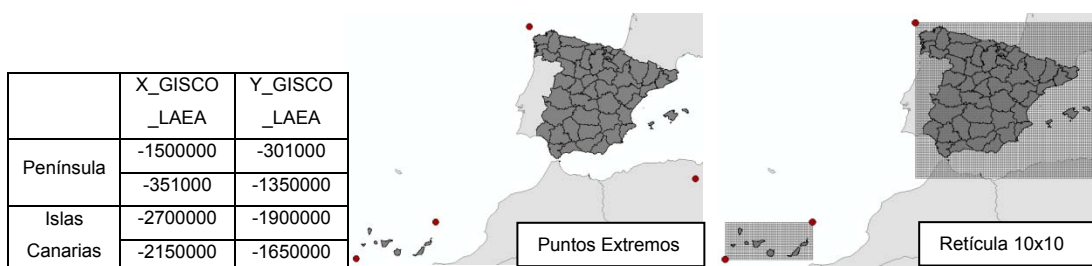 X_GISCO Y_GISCO
_LAEA _LAEA
Península
-1500000 -301000
-351000 -1350000
Islas
Canarias
-2700000 -1900000
-2150000 -1650000
Puntos Extremos
Retícula 10x10